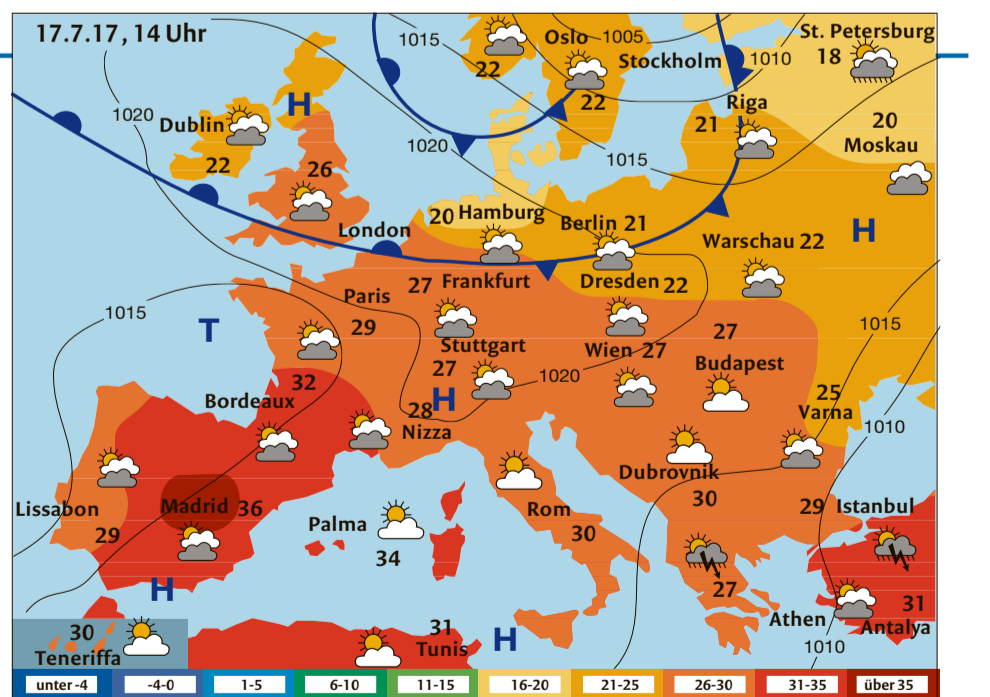 17.7.17, 14 Uhr
1015
Oslo
1005
St. Petersburg
18
22
Stockholm
1010
22
H
Riga
1020
Dublin
21
20
Moskau
1020
1015
22
26
20 Hamburg
Berlin 21
London
Warschau 22
H
27 Frankfurt
Dresden 22
Paris
1015
T
29
27
1015
Stuttgart
Wien 27
27
Budapest
32
1020
25
Bordeaux
28
H
Varna
1010
Nizza
Dubrovnik
Lissabon
Madrid 36
Palma
Rom
30
29 Istanbul
29
34
30
H
27
31
30
31
Athen
Antalya
Teneriffa
Tunis
H
1010
unter -4
-4-0
1-5
6-10
11-15
16-20
21-25
26-30
31-35
über 35